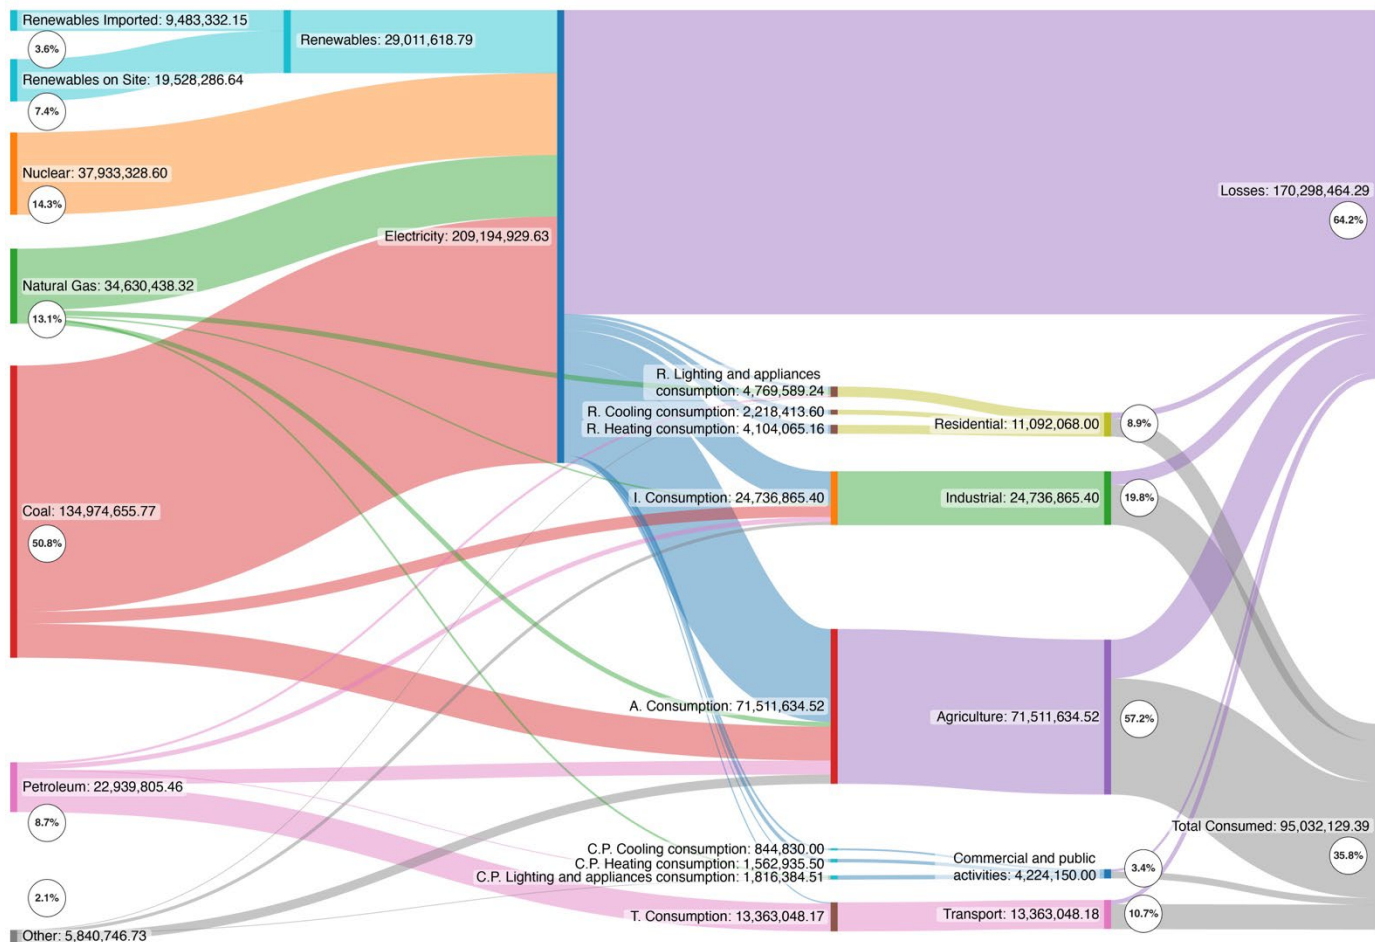 Renewables Imported: 9,483,332.15
3.6%
Renewables on Site: 19,528,286.64
7.4%
Renewables: 29,011,618.79
Nuclear: 37,933,328.60
14.3%
Natural Gas: 34,630,438.32
13.1%
Electricity: 209,194,929.63
Coal: 134,974,655.77
50.8%
Petroleum: 22,939,805.46
8.7%
2.1%
Other: 5,840,746.73
R. Lighting and appliances
consumption: 4,769,589.24
R. Cooling consumption: 2,218,413.60
R. Heating consumption: 4,104,065.16
I. Consumption: 24,736,865.40
A. Consumption: 71,511,634.52
C.P. Cooling consumption: 844,830.00
C.P. Heating consumption: 1,562,935.50
C.P. Lighting and appliances consumption: 1,816,384.51
T. Consumption: 13,363,048.17
Residential: 11,092,068.00
8.9%
Industrial: 24,736,865.40
19.8%
Agriculture: 71,511,634.52
57.2%
Commercial and public
activities: 4,224,150.00
3.4%
Transport: 13,363,048.18
10.7%
Losses: 170,298,464.29
64.2%
Total Consumed: 95,032,129.39
35.8%